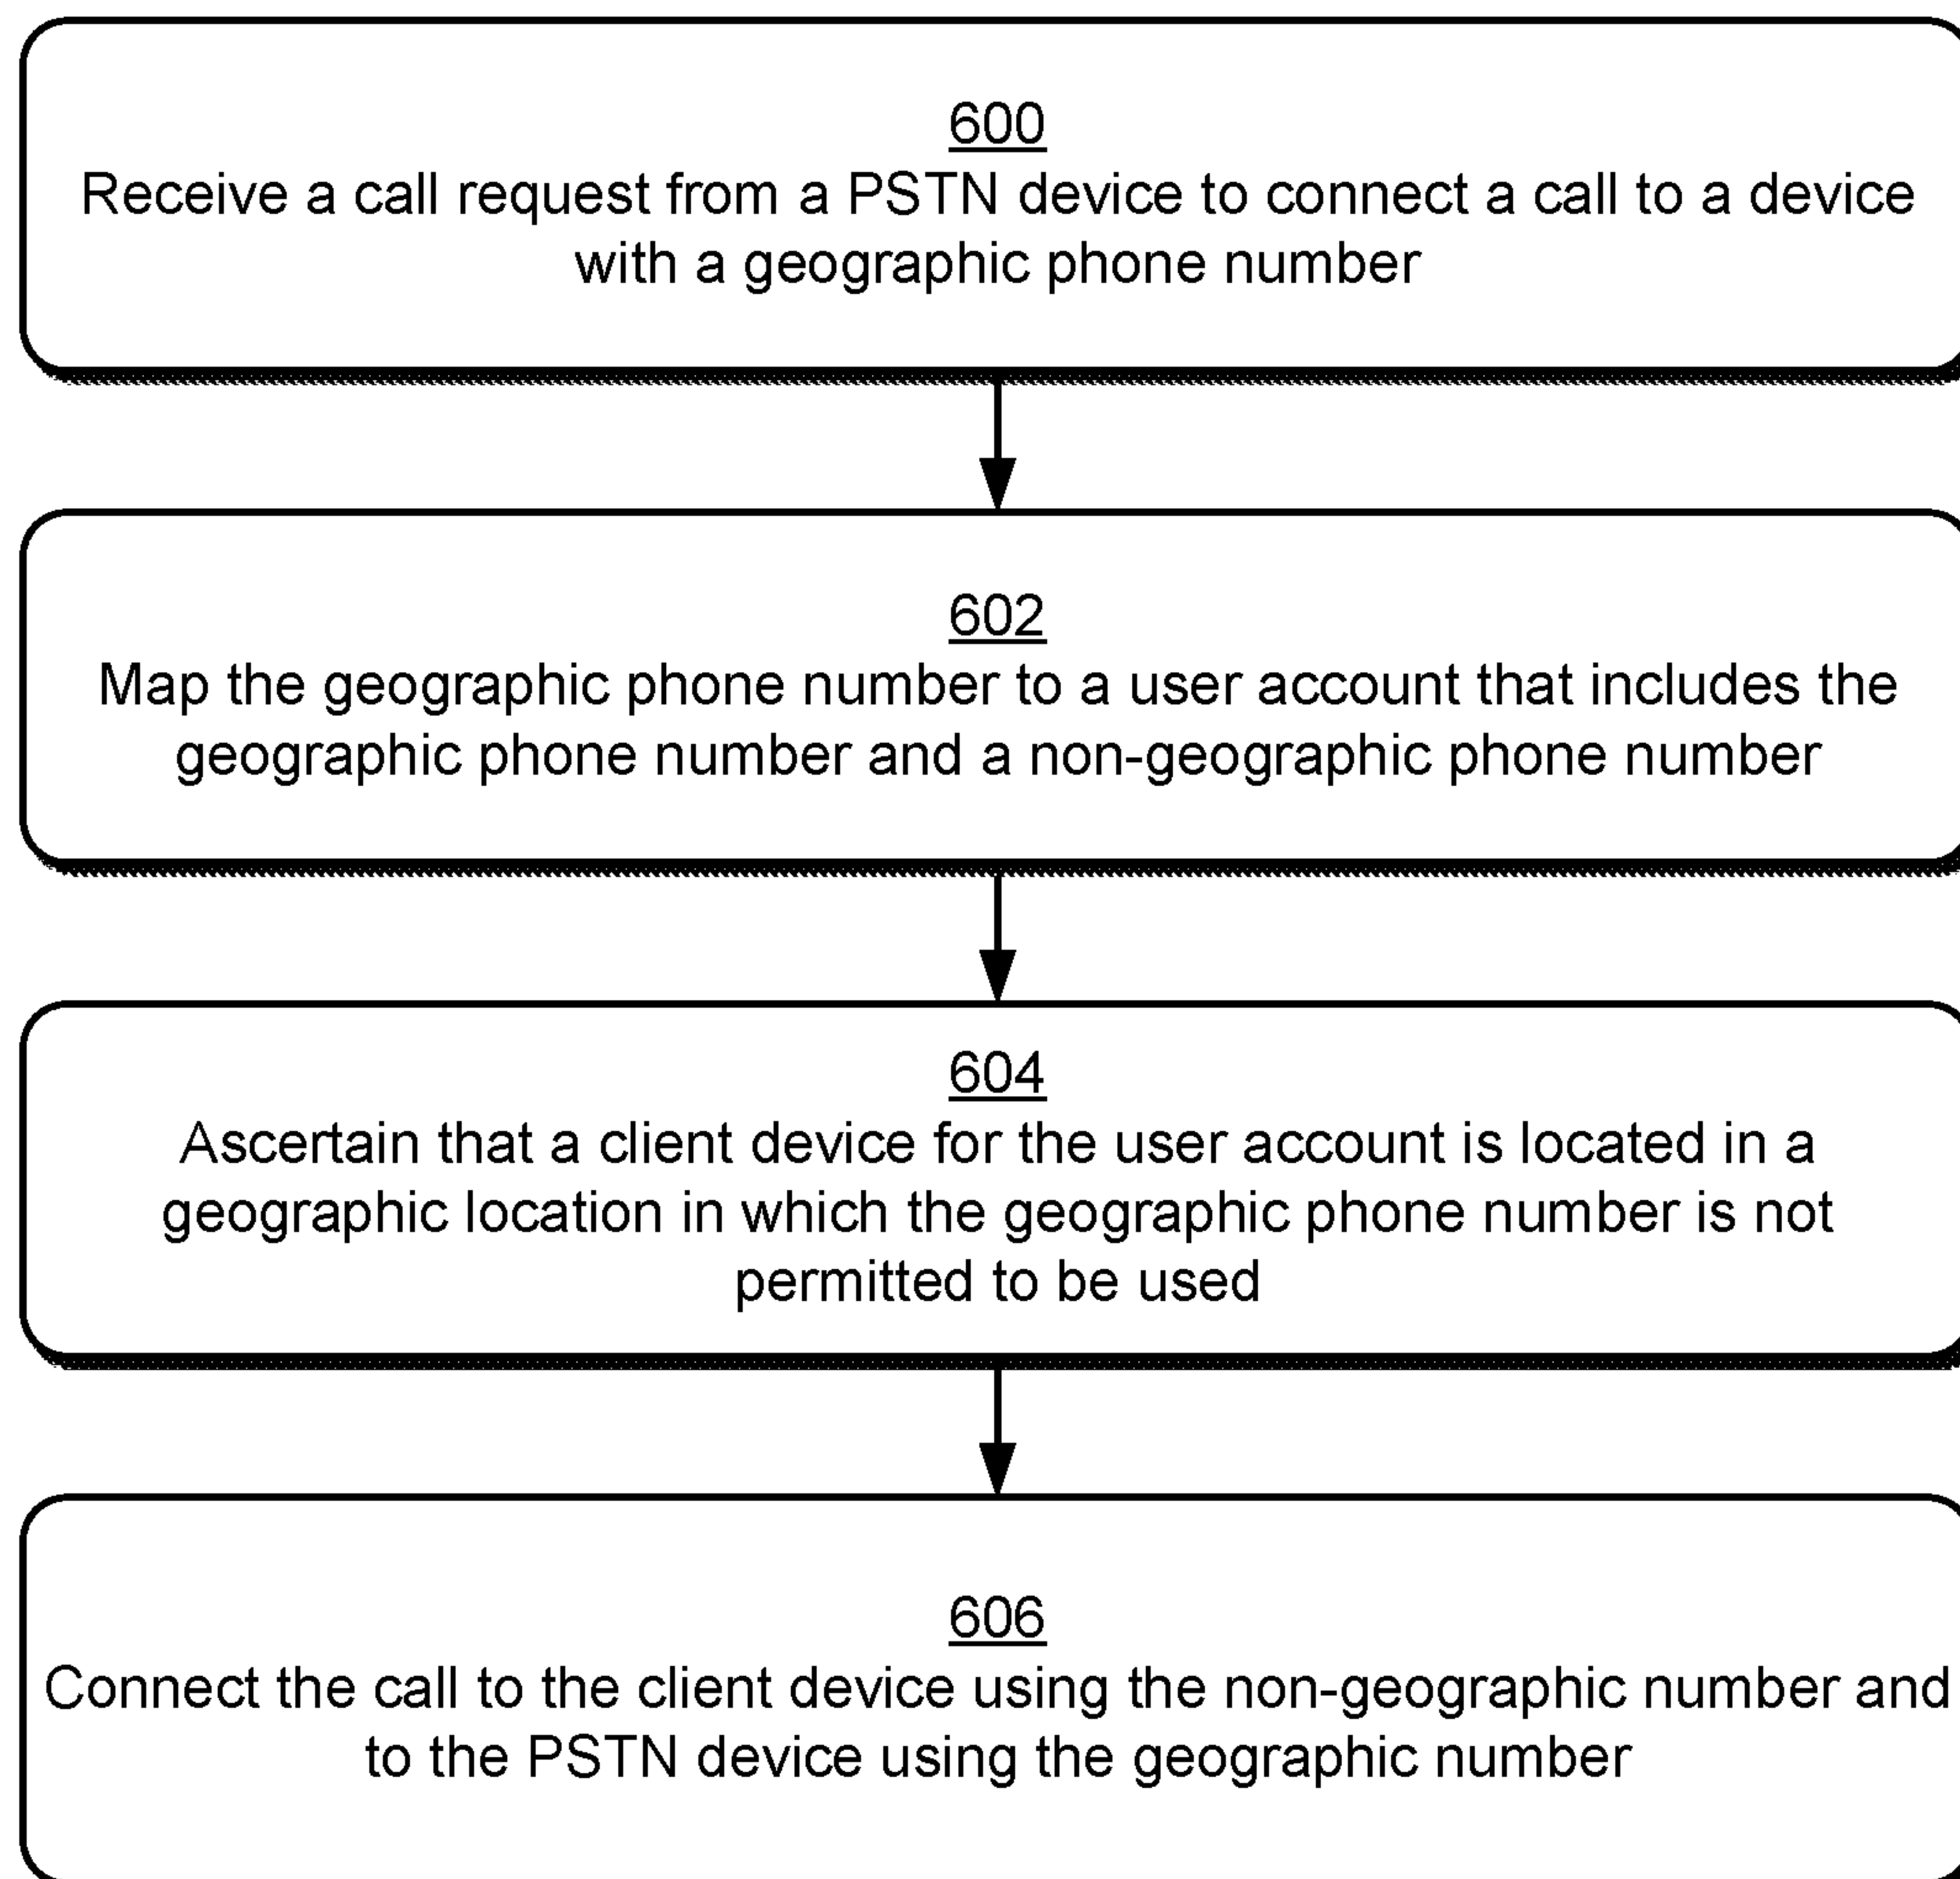 600
Receive a call request from a PSTN device to connect a call to a device
with a geographic phone number
602
Map the geographic phone number to a user account that includes the
geographic phone number and a non-geographic phone number
604
Ascertain that a client device for the user account is located in a
geographic location in which the geographic phone number is not
permitted to be used
606
Connect the call to the client device using the non-geographic number and
to the PSTN device using the geographic number